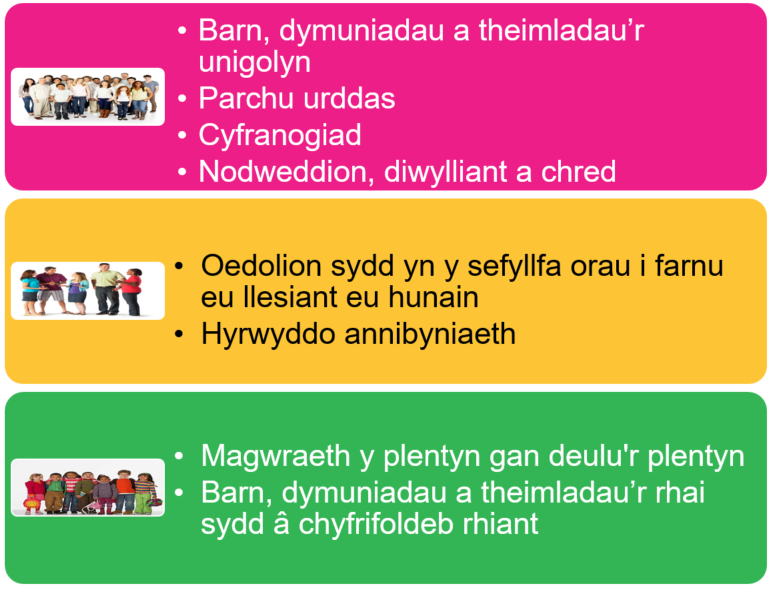 • Barn, dymuniadau a theimladau’r
unigolyn
• Parchu urddas
• Cyfranogiad
• Nodweddion, diwylliant a chred
• Oedolion sydd yn y sefyllfa orau i farnu
eu llesiant eu hunain
• Hyrwyddo annibyniaeth
• Magwraeth y plentyn gan deulu'r plentyn
• Barn, dymuniadau a theimladau’r rhai
sydd â chyfrifoldeb rhiant